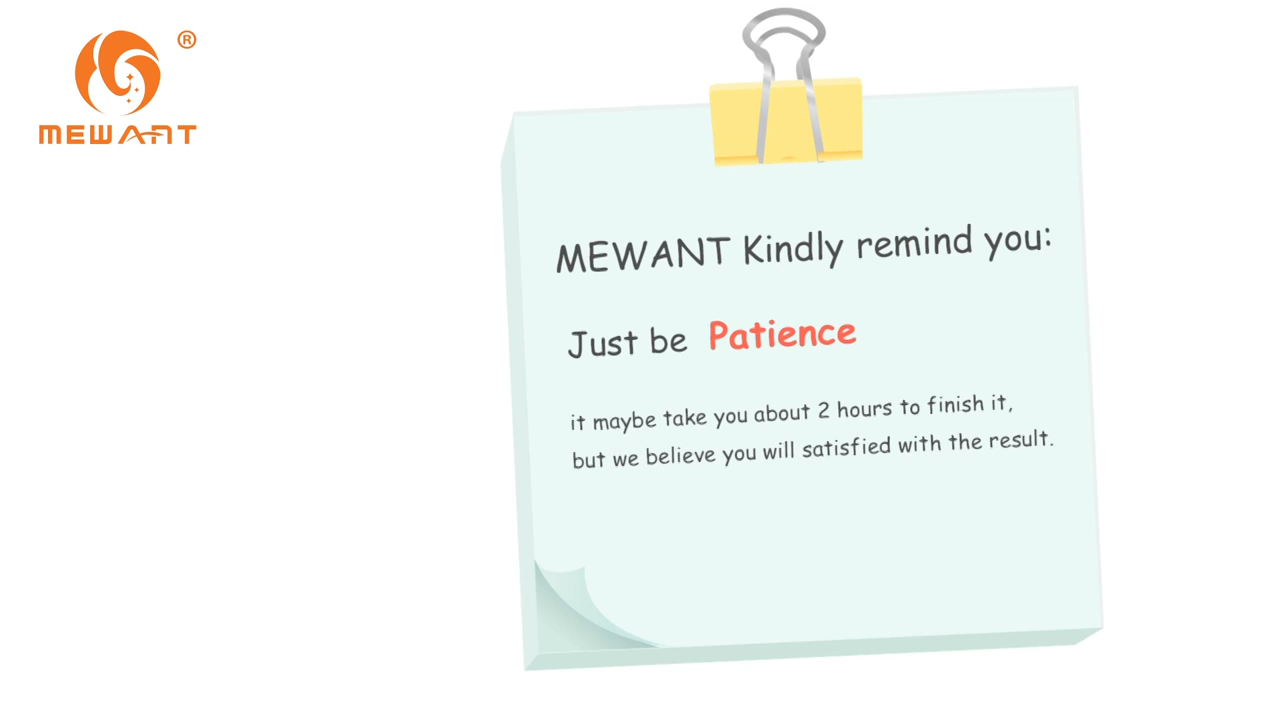 MEWANT
®
MEWANT Kindly remind you:
Just be Patience
it maybe take you about 2 hours to finish it,
but we believe you will satisfied with the result.